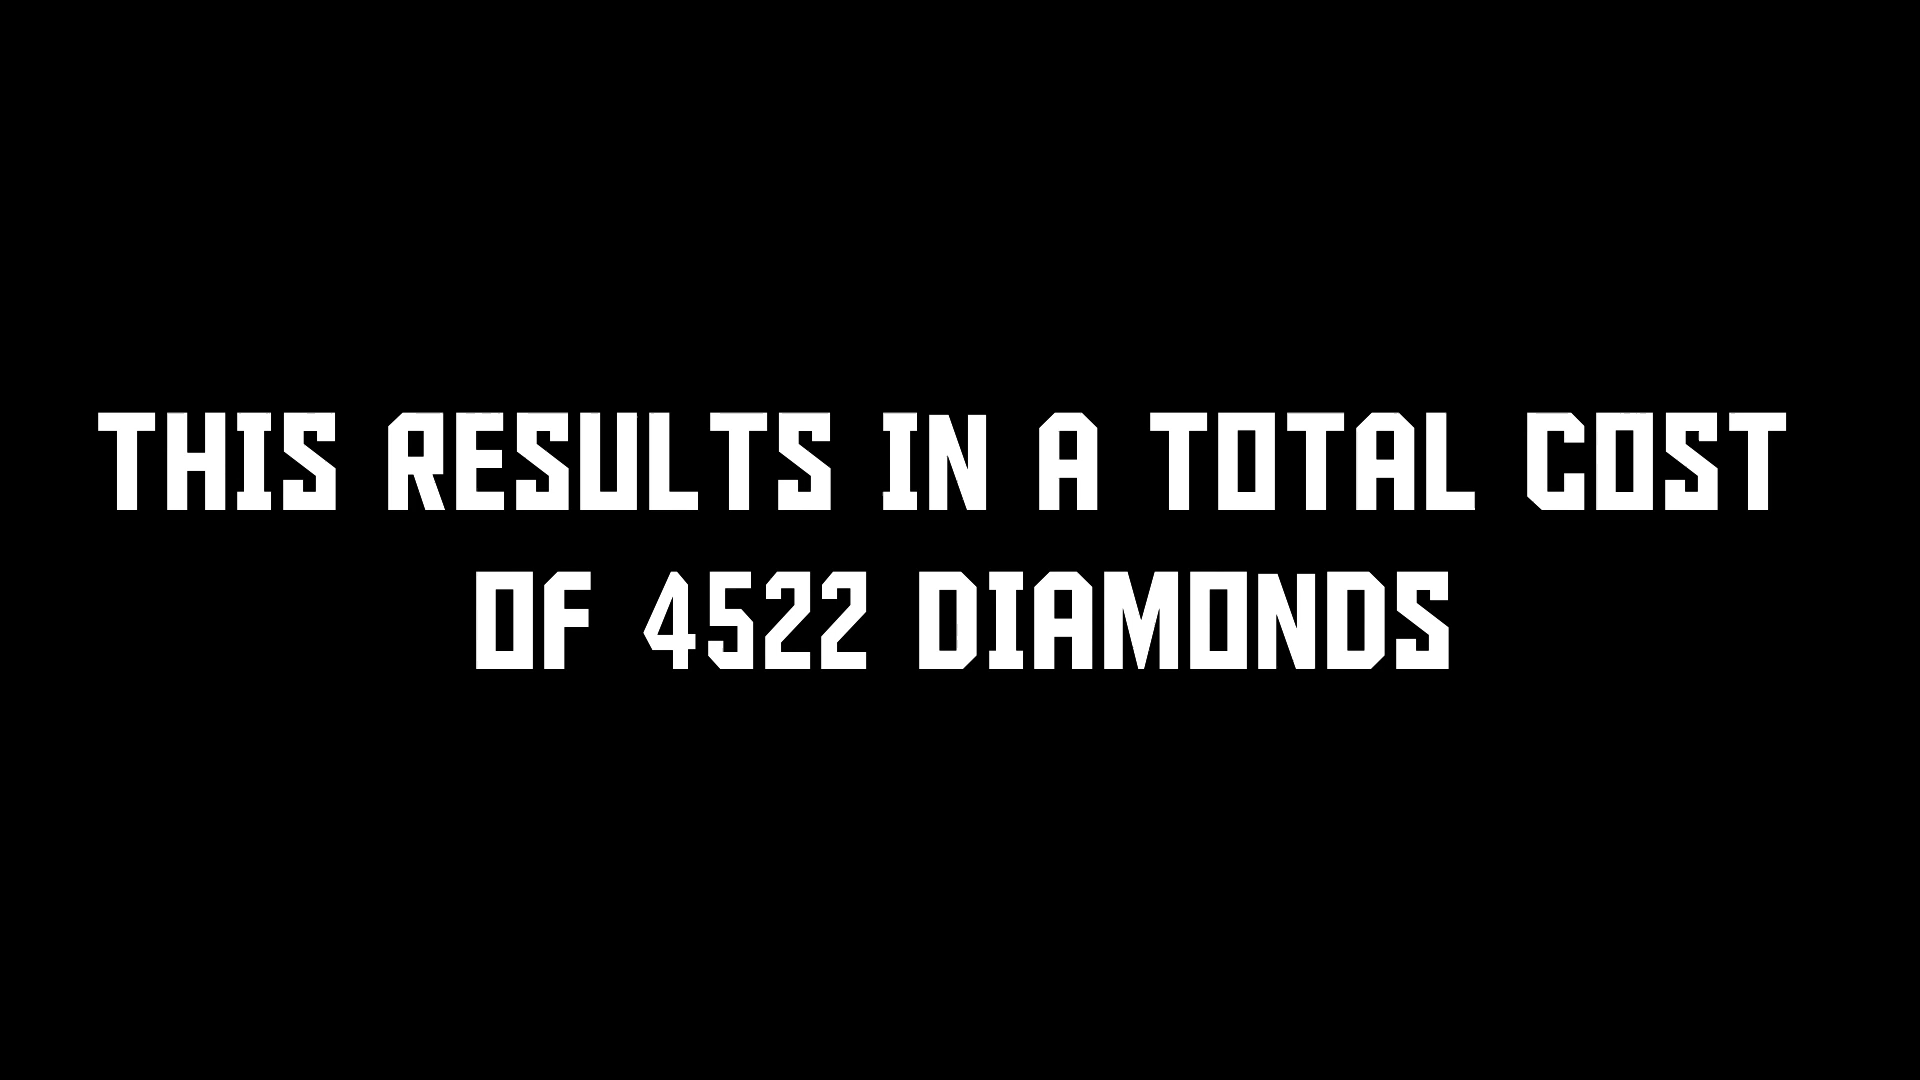 THIS RESULTS IN A TOTAL COST
OF 4522 DIAMONDS